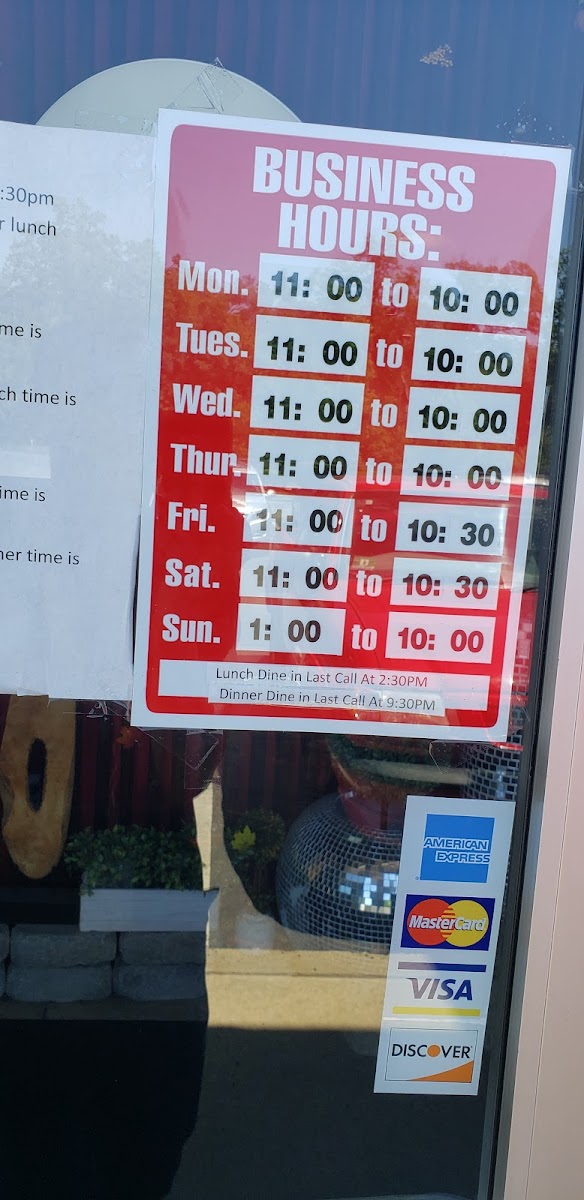 :30pm
r lunch
me is
ch time is
ime is
ner time is
BUSINESS
HOURS:
Mon. 11: 00 to 10: 00
Tues. 11: 00 to 10: 00
Wed. 11: 00 to 10: 00
Thur. 11: 00 to 10: 00
Fri. 11: 00 to 10: 30
Sat. 11: 00 to 10: 30
Sun. 1: 00 to 10: 00
Lunch Dine in Last Call At 2:30PM
Dinner Dine in Last Call At 9:30PM
AMERICAN
EXPRESS
MasterCard
VISA
DISCOVER